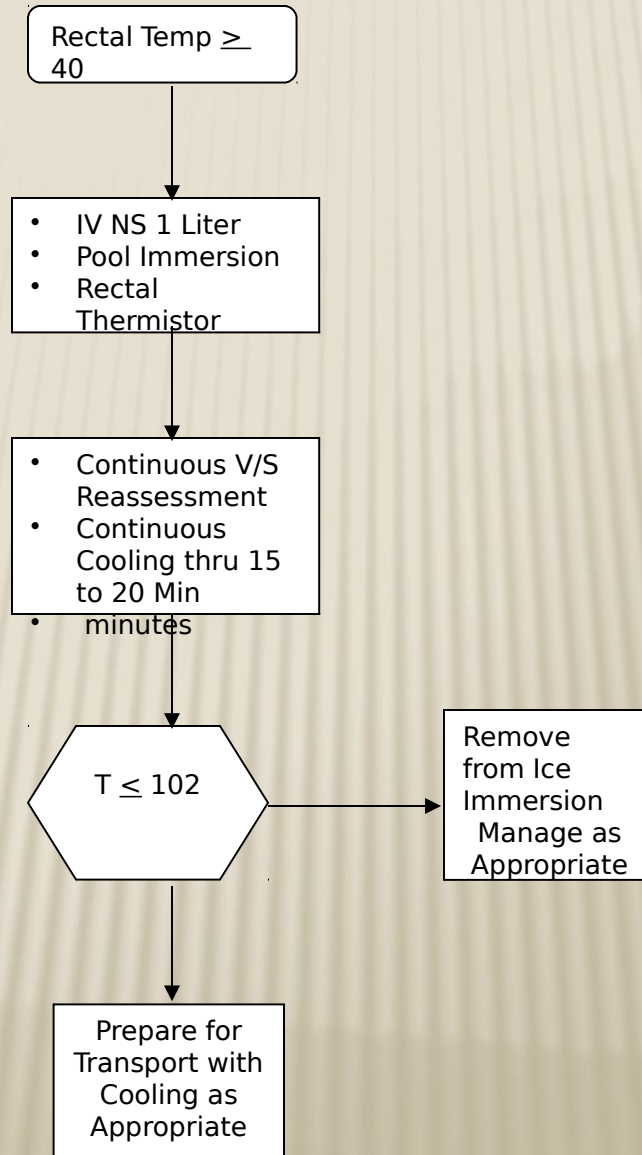 Rectal Temp >
40
• IV NS 1 Liter
• Pool Immersion
• Rectal
Thermistor
• Continuous V/S
Reassessment
• Continuous
Cooling thru 15
to 20 Min
• minutes
T < 102
Remove
from Ice
Immersion
Manage as
Appropriate
Prepare for
Transport with
Cooling as
Appropriate